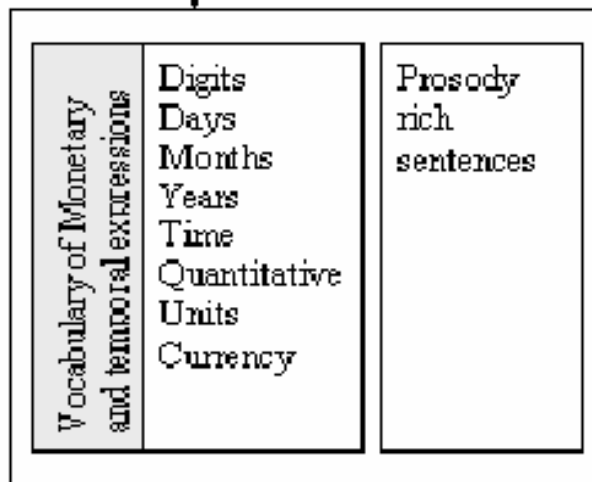 Vocabulary of Monetary
and temporal expressions
Digits
Days
Months
Years
Time
Quantitative
Units
Currency
Prosody
rich
sentences